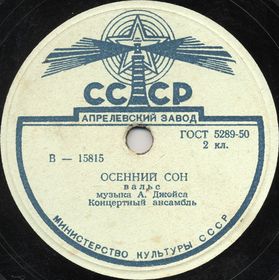 СССР
АПРЕЛЕВСКИЙ ЗАВОД
ГОСТ 5289-50
2 кл.
В — 15815
ОСЕННИЙ СОН
вальс
музыка А. Джойса
Концертный ансамбль
МИНИСТЕРСТВО КУЛЬТУРЫ СССР